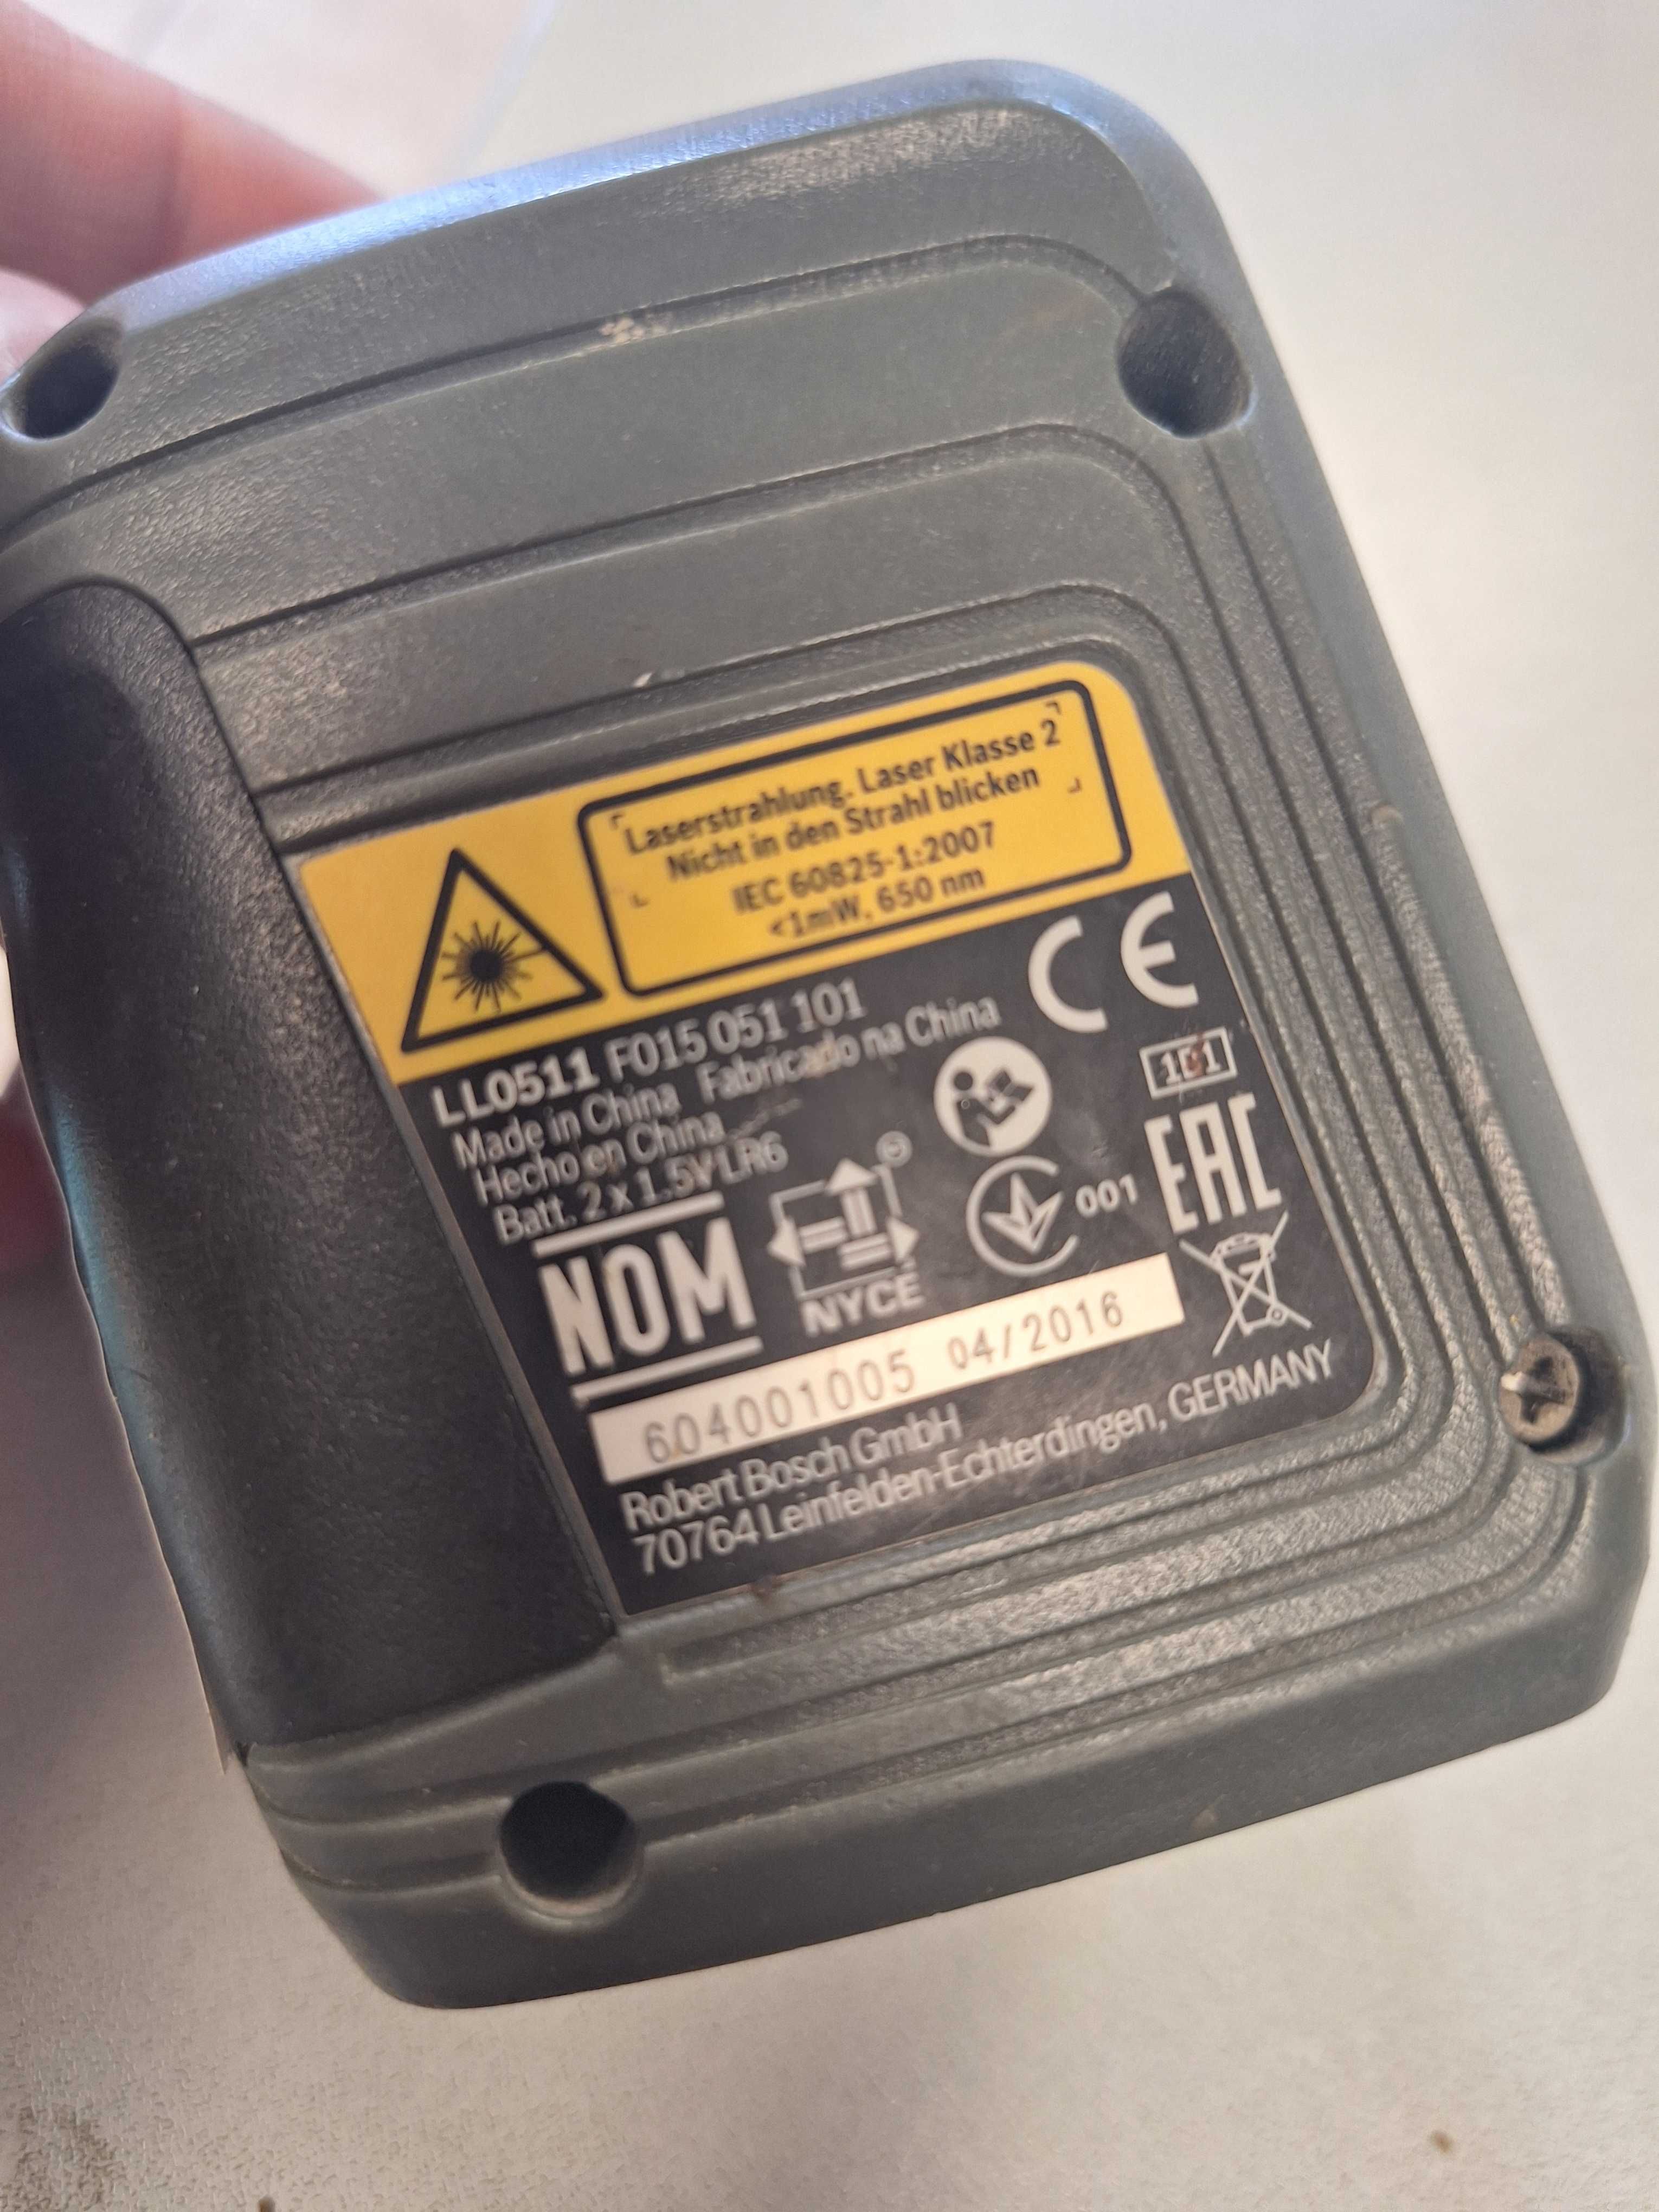 Laserstrahlung. Laser Klasse 2
Nicht in den Strahl blicken
IEC 60825-1:2007
<1mW, 650 nm
CE
LL0511 F015 051 101
Made in China Fabricado na China
Hecho en China
Batt. 2 x 1.5V LR6
1D1
EAC
001
NOM
NYCE
604001005 04/2016
Robert Bosch GmbH
70764 Leinfelden-Echterdingen, GERMANY